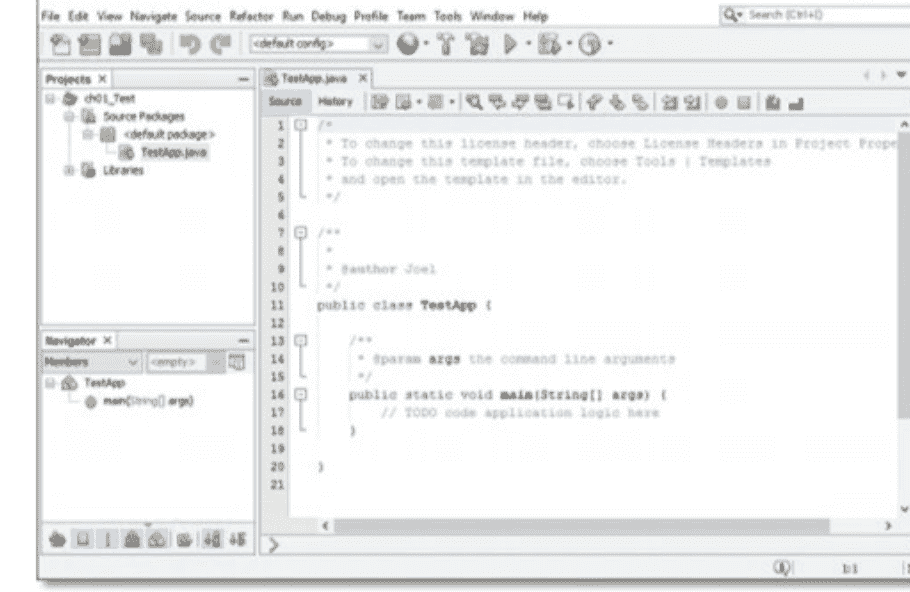 File Edit View Navigate Source Refactor Run Debug Profile Team Tools Window Help
Search (Ctrl+I)
<default config>
Projects
ch01_Test
Source Packages
<default package>
TestApp.java
Libraries
Navigator
Members
<empty>
TestApp
main(String[] args)
TestApp.java
Source History
1 /*
2 * To change this license header, choose License Headers in Project Prope
3 * To change this template file, choose Tools | Templates
4 * and open the template in the editor.
5 */
6
7 /**
8 *
9 * @author Joel
10 */
11 public class TestApp {
12
13 /**
14 * @param args the command line arguments
15 */
16 public static void main(String[] args) {
17 // TODO code application logic here
18 }
19
20 }
21
1:1